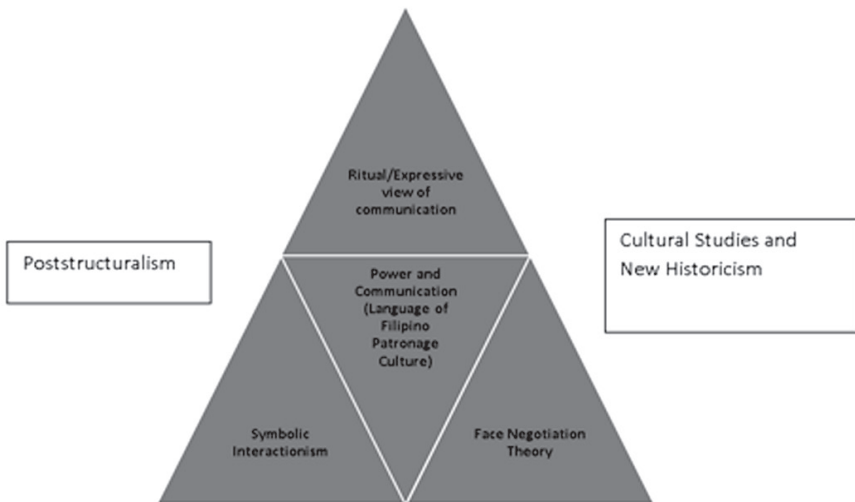 Ritual/Expressive
view of
communication
Poststructuralism
Cultural Studies and
New Historicism
Power and
Communication
(Language of
Filipino
Patronage
Culture)
Symbolic
Interactionism
Face Negotiation
Theory